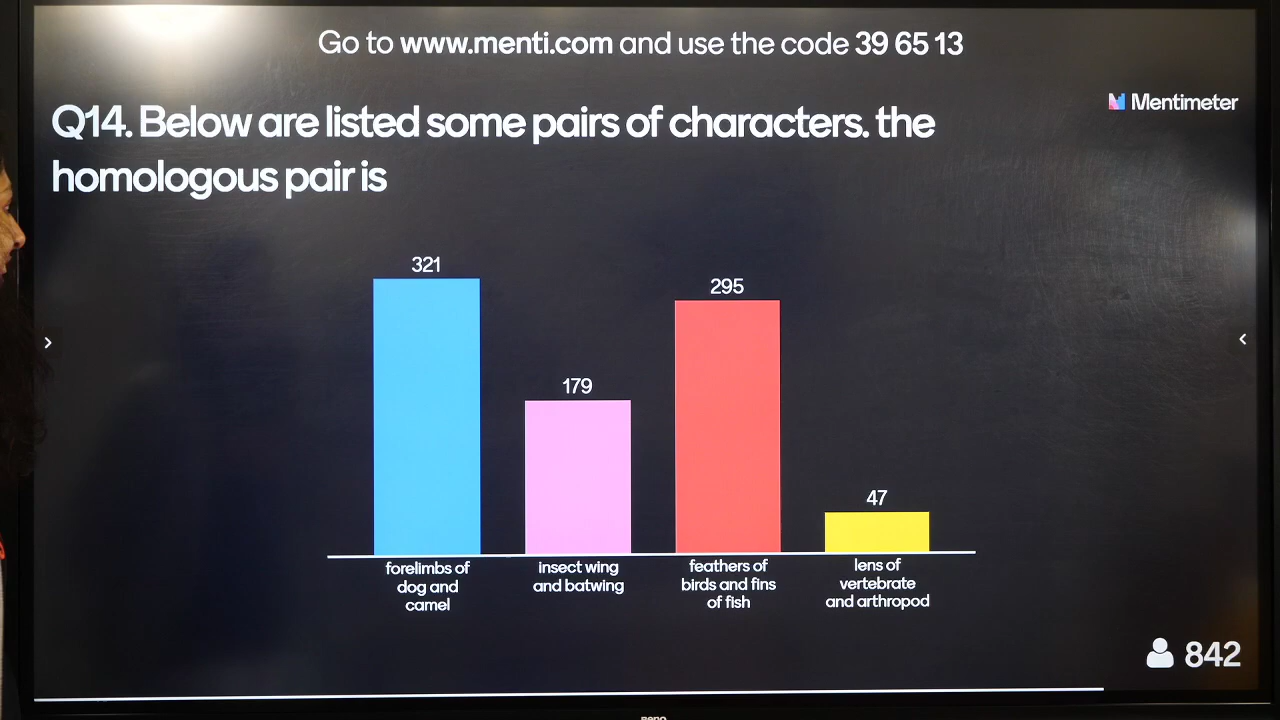 Go to www.menti.com and use the code 39 65 13
Mentimeter
Q14. Below are listed some pairs of characters. the
homologous pair is
321
179
295
47
forelimbs of
dog and
camel
insect wing
and batwing
feathers of
birds and fins
of fish
lens of
vertebrate
and arthropod
842